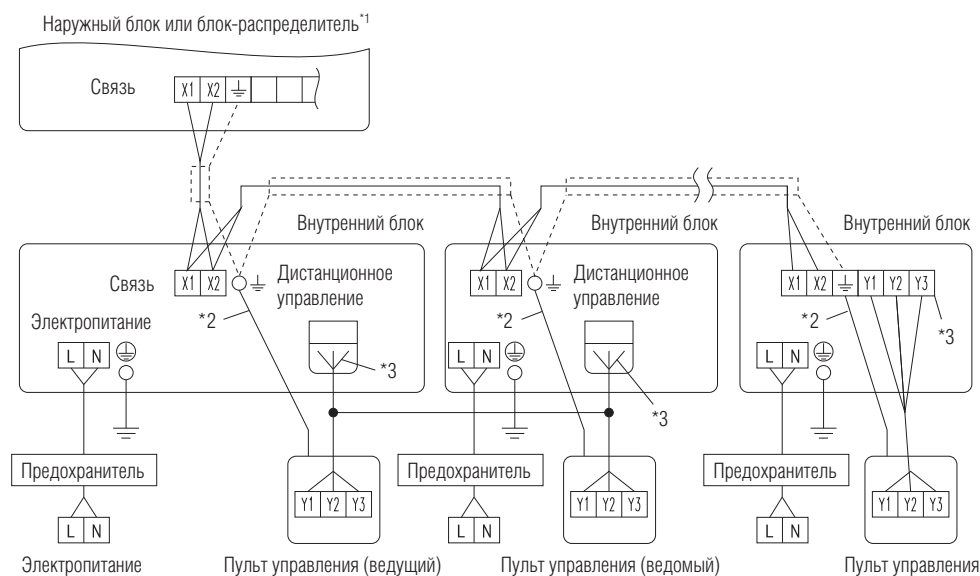 Наружный блок или блок-распределитель*1
Связь
X1 X2
Внутренний блок
Внутренний блок
Внутренний блок
Связь
X1 X2
Дистанционное
управление
*2
*3
Электропитание
L N
X1 X2
Дистанционное
управление
*2
*3
L N
X1 X2 Y1 Y2 Y3
*2
*3
L N
Предохранитель
Предохранитель
Предохранитель
Y1 Y2 Y3
Y1 Y2 Y3
Y1 Y2 Y3
L N
L N
L N
Электропитание
Пульт управления (ведущий)
Пульт управления (ведомый)
Пульт управления